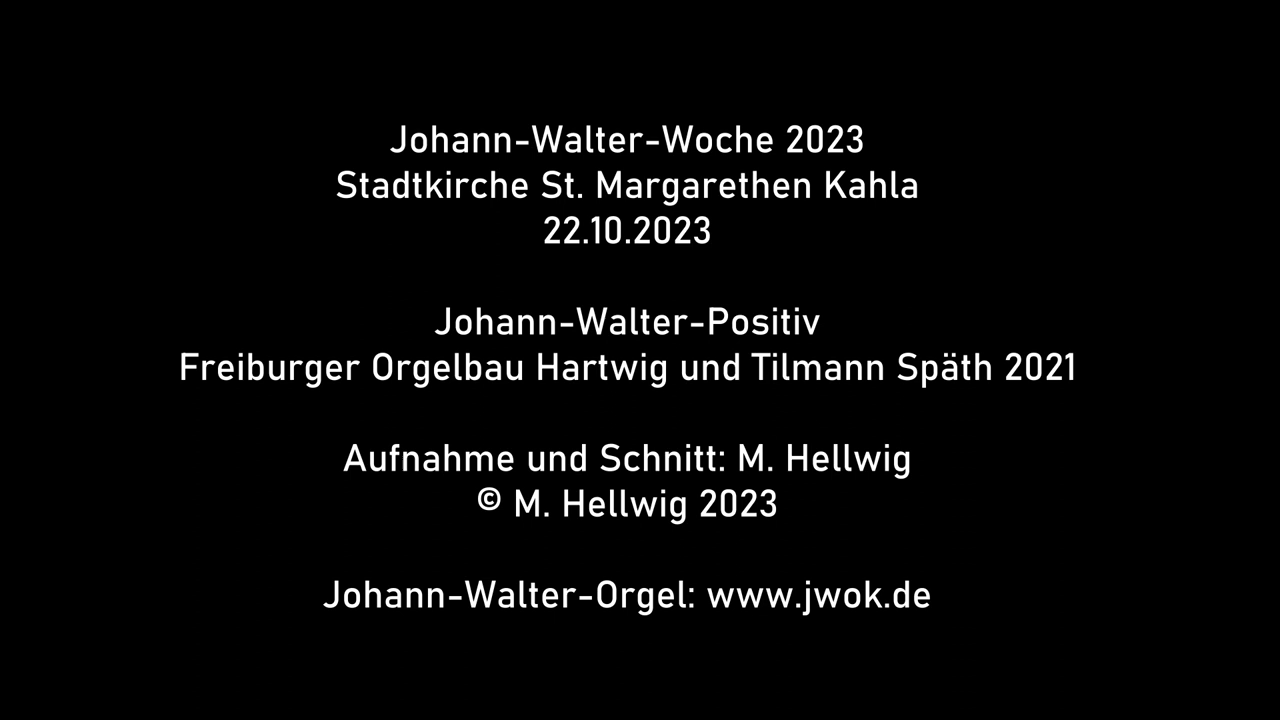 Johann-Walter-Woche 2023
Stadtkirche St. Margarethen Kahla
22.10.2023
Johann-Walter-Positiv
Freiburger Orgelbau Hartwig und Tilmann Späth 2021
Aufnahme und Schnitt: M. Hellwig
© M. Hellwig 2023
Johann-Walter-Orgel: www.jwok.de